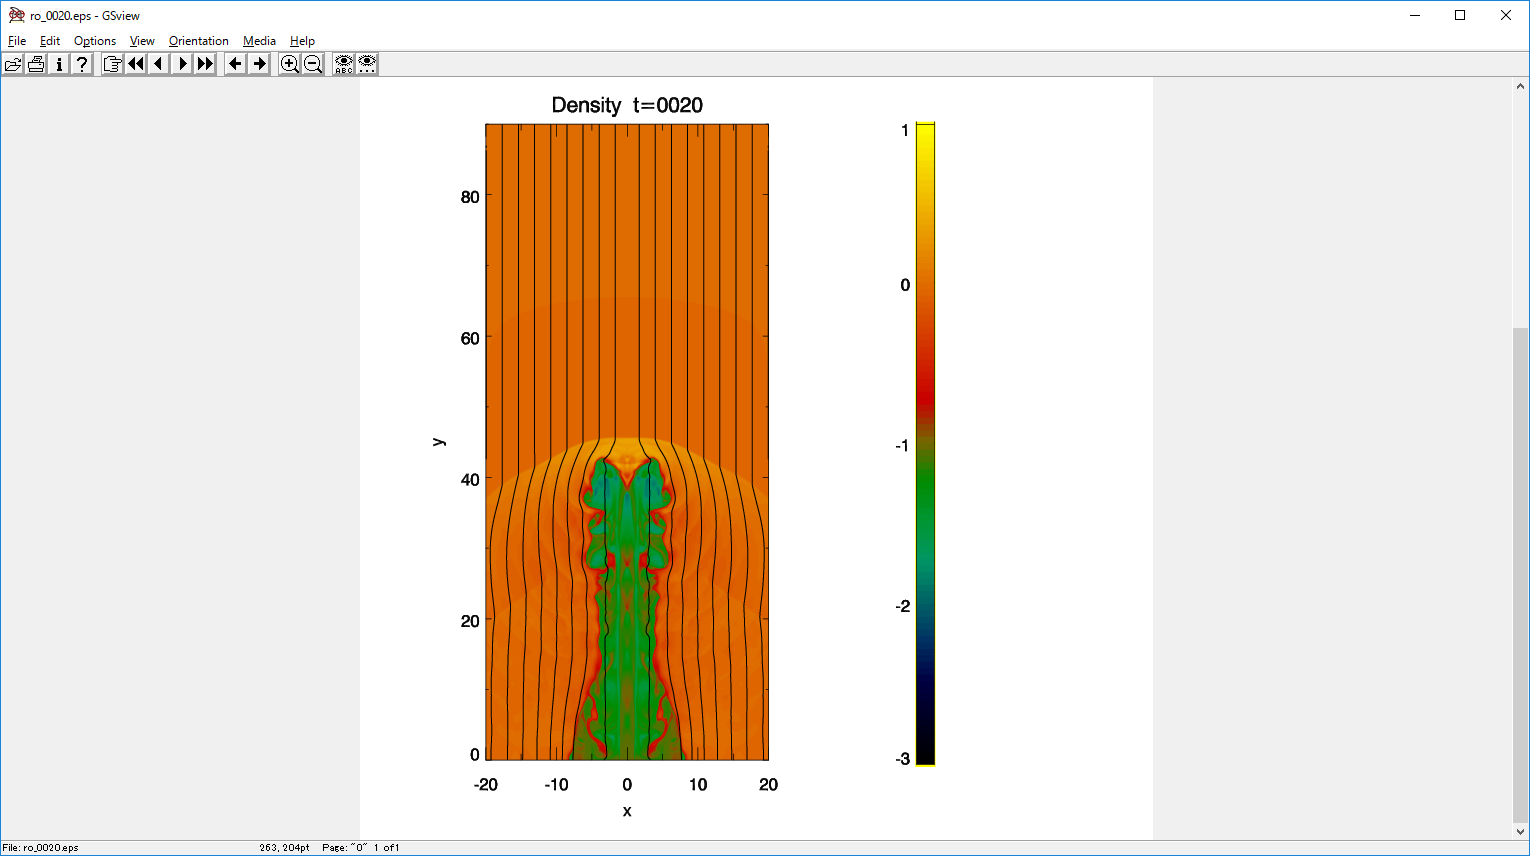 ro_0020.eps - GSview
File Edit Options View Orientation Media Help
i ? ABC
Density t=0020
80
60
40
20
0
y
-20 -10 0 10 20
x
1
0
-1
-2
-3
File: ro_0020.eps 263, 204pt Page: "0" 1 of 1